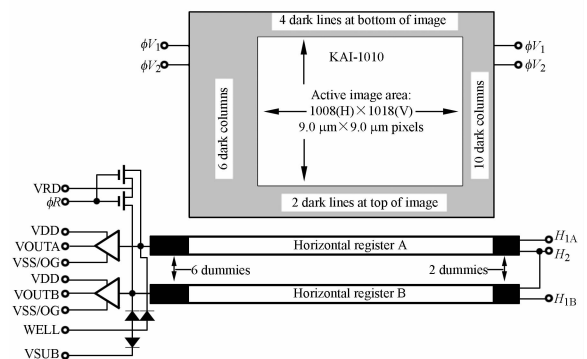 4 dark lines at bottom of image
ϕV1
ϕV2
ϕV1
ϕV2
KAI-1010
Active image area:
1008(H)×1018(V)
9.0 μm×9.0 μm pixels
6 dark columns
10 dark columns
2 dark lines at top of image
VRD
ϕR
VDD
VOUTA
VSS/OG
VDD
VOUTB
VSS/OG
WELL
VSUB
Horizontal register A
6 dummies
2 dummies
Horizontal register B
H1A
H2
H1B